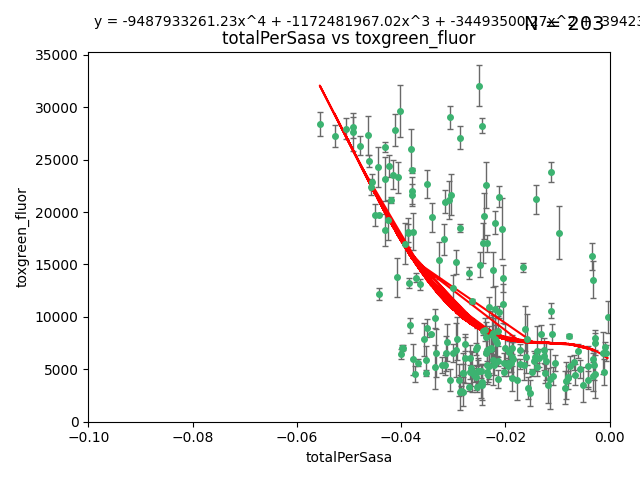 y = -9487933261.23x^4 + -1172481967.02x^3 + -34493500
N = 203
totalPerSasa vs toxgreen_fluor
35000
30000
25000
20000
15000
10000
5000
0
toxgreen_fluor
−0.10 −0.08 −0.06 −0.04 −0.02 0.00
totalPerSasa